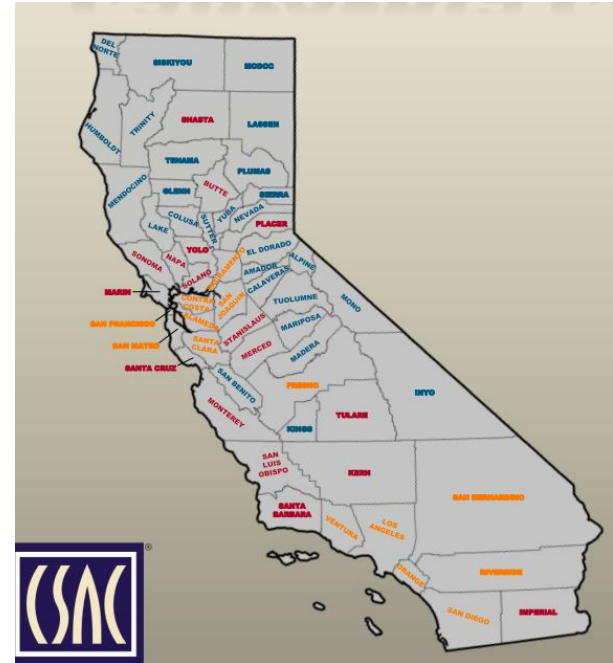 DEL
NORTE
SISKIYOU
MODOC
HUMBOLDT
TRINITY
SHASTA
LASSEN
MENDOCINO
TEHAMA
PLUMAS
GLENN
BUTTE
SIERRA
LAKE
COLUSA
SUTTER
YUBA
NEVADA
PLACER
SONOMA
NAPA
YOLO
SACRAMENTO
EL DORADO
ALPINE
MARIN
SOLANO
AMADOR
CALAVERAS
CONTRA
COSTA
SAN
JOAQUIN
TUOLUMNE
MONO
SAN FRANCISCO
ALAMEDA
STANISLAUS
MARIPOSA
SAN MATEO
SANTA
CLARA
MERCED
MADERA
SANTA CRUZ
SAN BENITO
FRESNO
INYO
MONTEREY
KINGS
TULARE
SAN
LUIS
OBISPO
KERN
SANTA
BARBARA
VENTURA
LOS
ANGELES
SAN BERNARDINO
ORANGE
RIVERSIDE
SAN DIEGO
IMPERIAL
CSAC
®